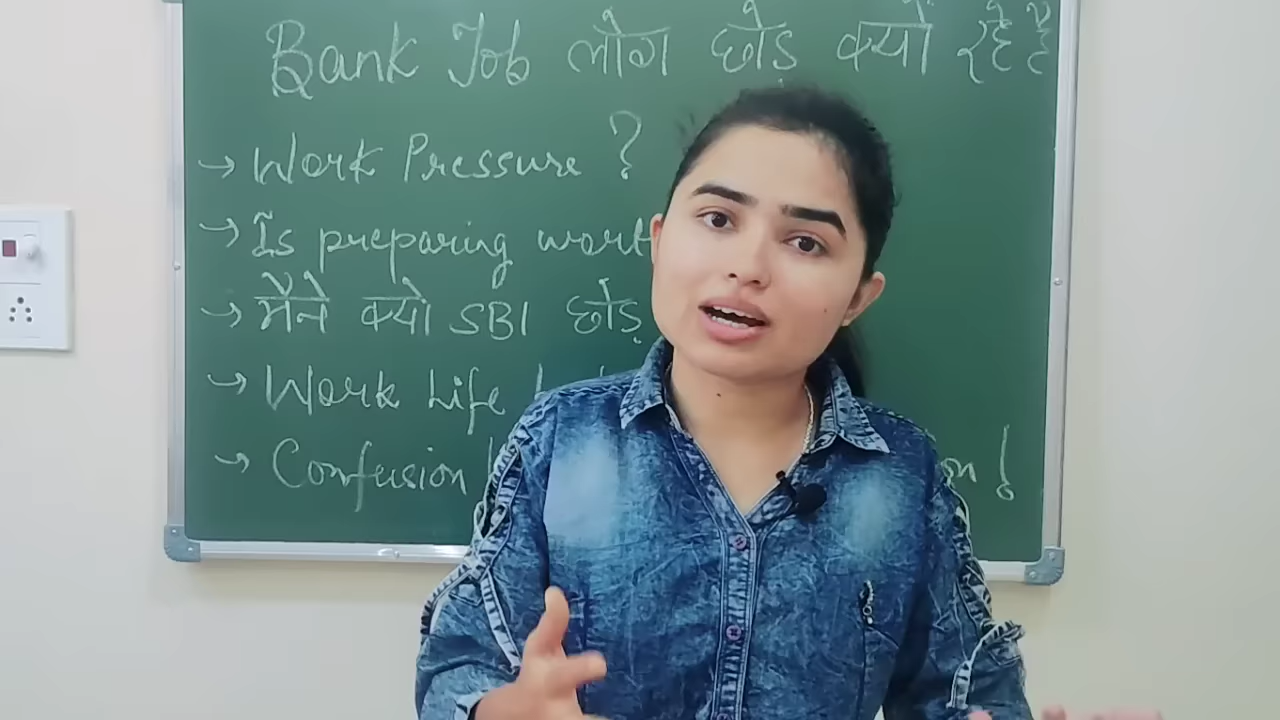 Bank Job लोग छोड़ क्यों रहे हैं
→ Work Pressure ?
→ Is preparing
→ मैंने क्यों SBI छोड़
→ Work Life
→ Confusion !